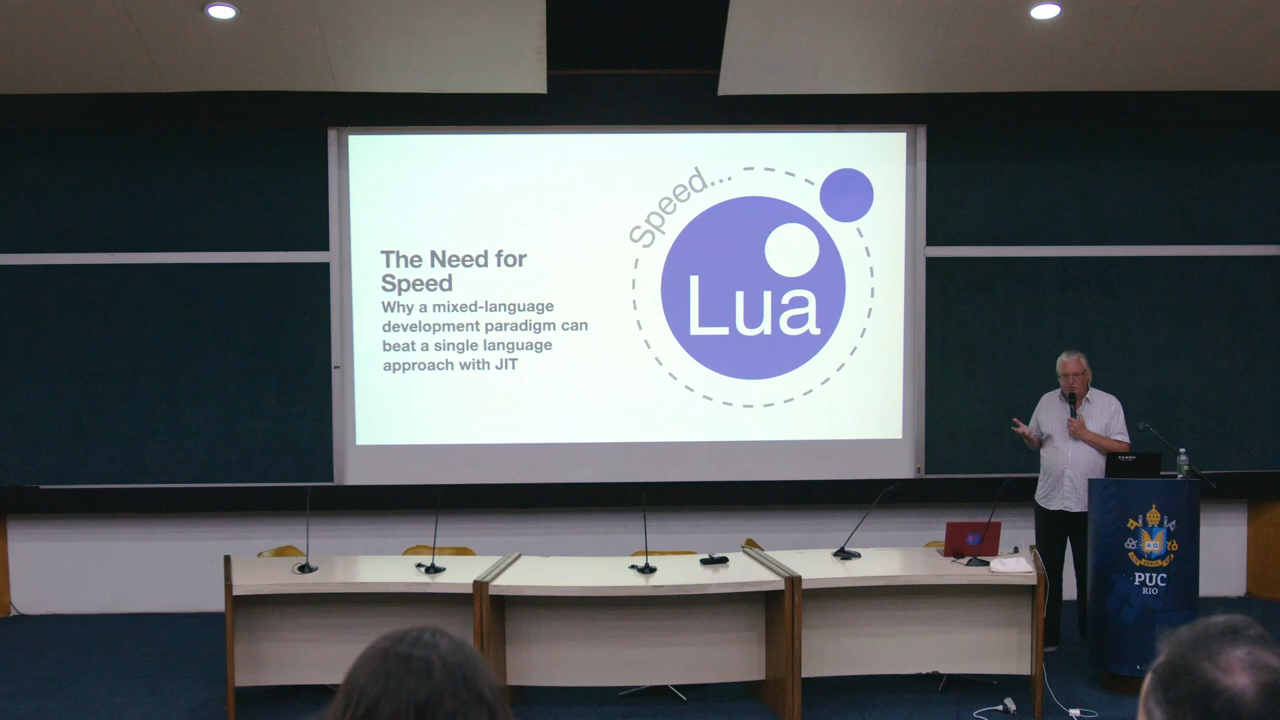 The Need for
Speed
Why a mixed-language
development paradigm can
beat a single language
approach with JIT
Speed...
Lua
PUC
RIO